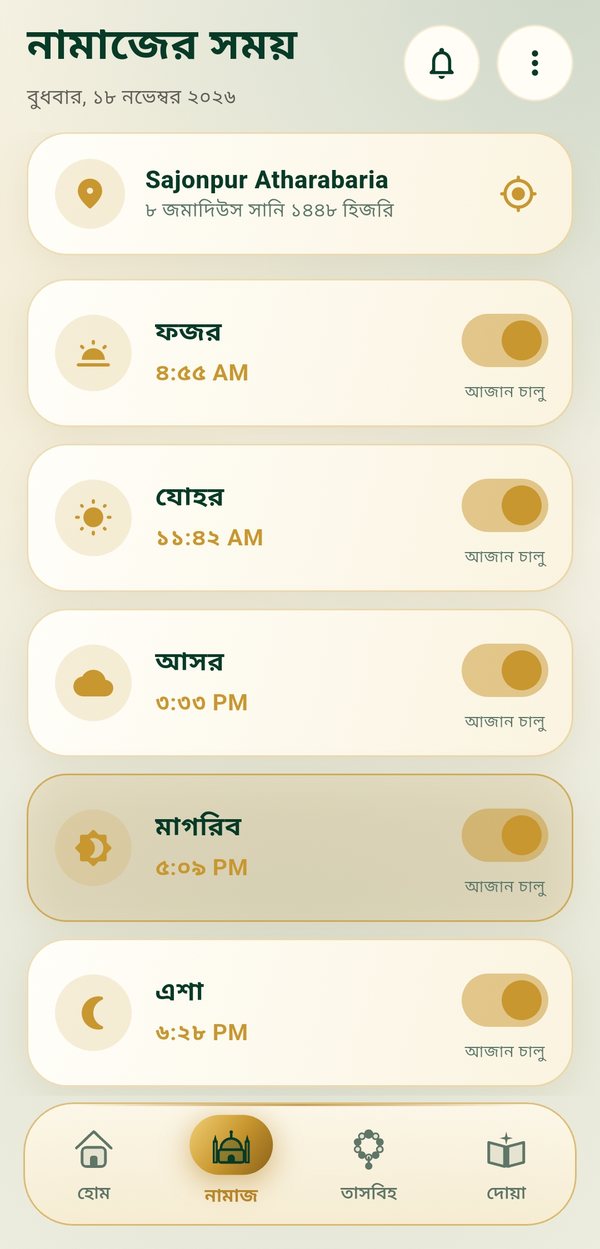 নামাজের সময়
বুধবার, ১৮ নভেম্বর ২০২৬
Sajonpur Atharabaria
৮ জমাদিউস সানি ১৪৪৮ হিজরি
ফজর
৪:৫৫ AM
আজান চালু
যোহর
১১:৪২ AM
আজান চালু
আসর
৩:৩৩ PM
আজান চালু
মাগরিব
৫:০৯ PM
আজান চালু
এশা
৬:২৮ PM
আজান চালু
হোম
নামাজ
তাসবিহ
দোয়া